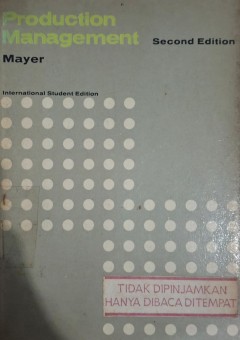 Production
Management Second Edition
Mayer
International Student Edition
TIDAK DIPINJAMKAN
HANYA DIBACA DITEMPAT